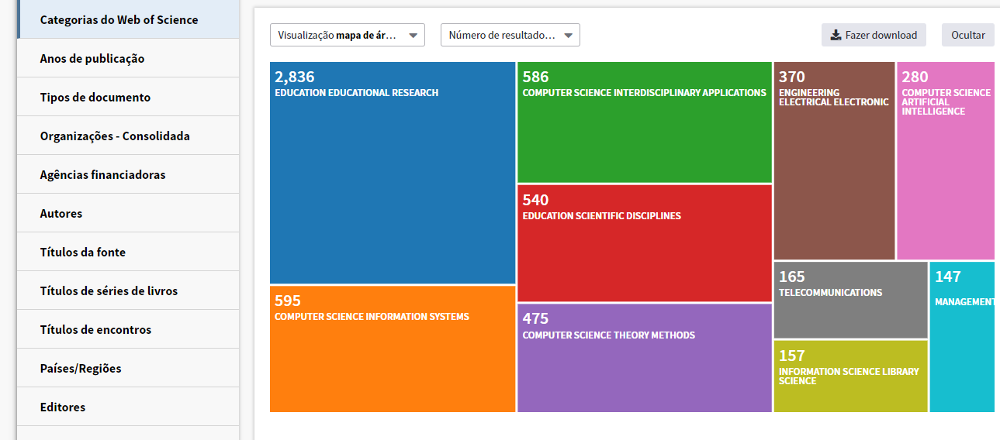 Categorias do Web of Science
Anos de publicação
Tipos de documento
Organizações - Consolidada
Agências financiadoras
Autores
Títulos da fonte
Títulos de séries de livros
Títulos de encontros
Países/Regiões
Editores
Visualização mapa de ár...
Número de resultado...
Fazer download
Ocultar
2,836
EDUCATION EDUCATIONAL RESEARCH
595
COMPUTER SCIENCE INFORMATION SYSTEMS
586
COMPUTER SCIENCE INTERDISCIPLINARY APPLICATIONS
540
EDUCATION SCIENTIFIC DISCIPLINES
475
COMPUTER SCIENCE THEORY METHODS
370
ENGINEERING
ELECTRICAL ELECTRONIC
280
COMPUTER SCIENCE
ARTIFICIAL
INTELLIGENCE
165
TELECOMMUNICATIONS
157
INFORMATION SCIENCE LIBRARY
SCIENCE
147
MANAGEMENT